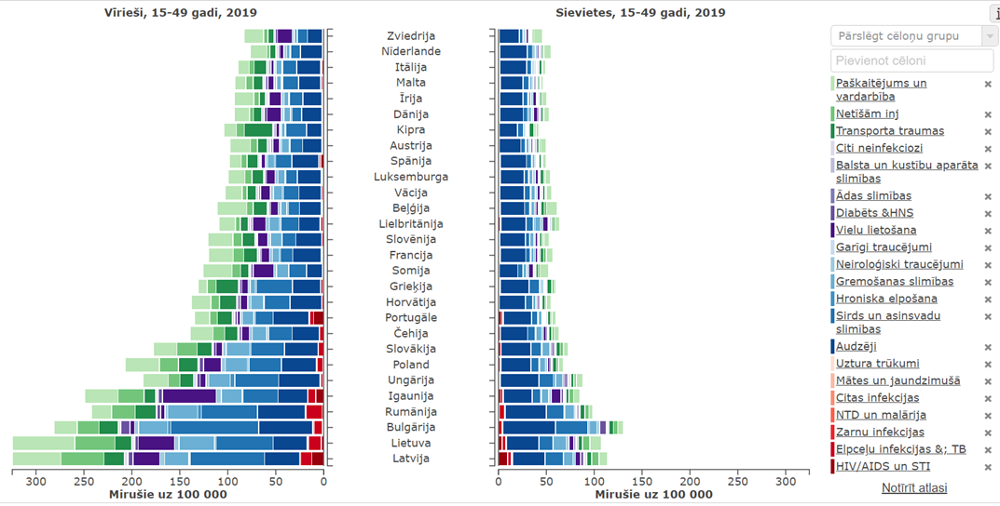 Vīrieši, 15-49 gadi, 2019
Sievietes, 15-49 gadi, 2019
Zviedrija
Nīderlande
Itālija
Malta
Īrija
Dānija
Kipra
Austrija
Spānija
Luksemburga
Vācija
Beļģija
Lielbritānija
Slovēnija
Francija
Somija
Grieķija
Horvātija
Portugāle
Čehija
Slovākija
Poland
Ungārija
Igaunija
Rumānija
Bulgārija
Lietuva
Latvija
300 250 200 150 100 50 0
Mirušie uz 100 000
0 50 100 150 200 250 300
Mirušie uz 100 000
Pārslēgt cēloņu grupu
Pievienot cēloni
Paškaitējums un
vardarbība
Netīšām inj
Transporta traumas
Citi neinfekciozi
Balsta un kustību aparāta
slimības
Ādas slimības
Diabēts &HNS
Vielu lietošana
Garīgi traucējumi
Neiroloģiski traucējumi
Gremošanas slimības
Hroniska elpošana
Sirds un asinsvadu
slimības
Audzēji
Uztura trūkumi
Mātes un jaundzimušā
Citas infekcijas
NTD un malārija
Zarnu infekcijas
Elpceļu infekcijas &; TB
HIV/AIDS un STI
Notīrīt atlasi